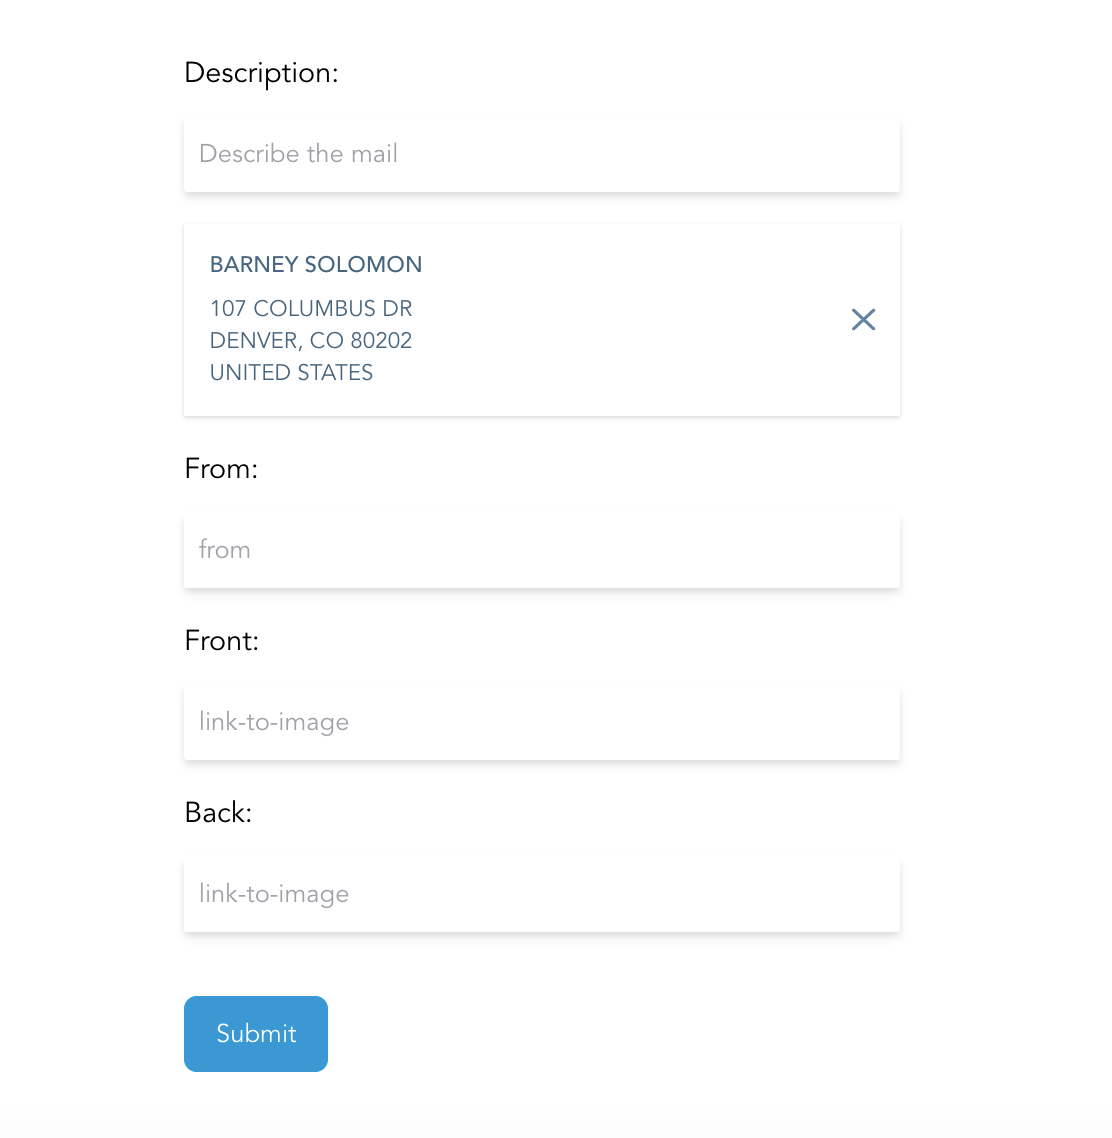 Description:
Describe the mail
BARNEY SOLOMON
107 COLUMBUS DR
DENVER, CO 80202
UNITED STATES
From:
from
Front:
link-to-image
Back:
link-to-image
Submit